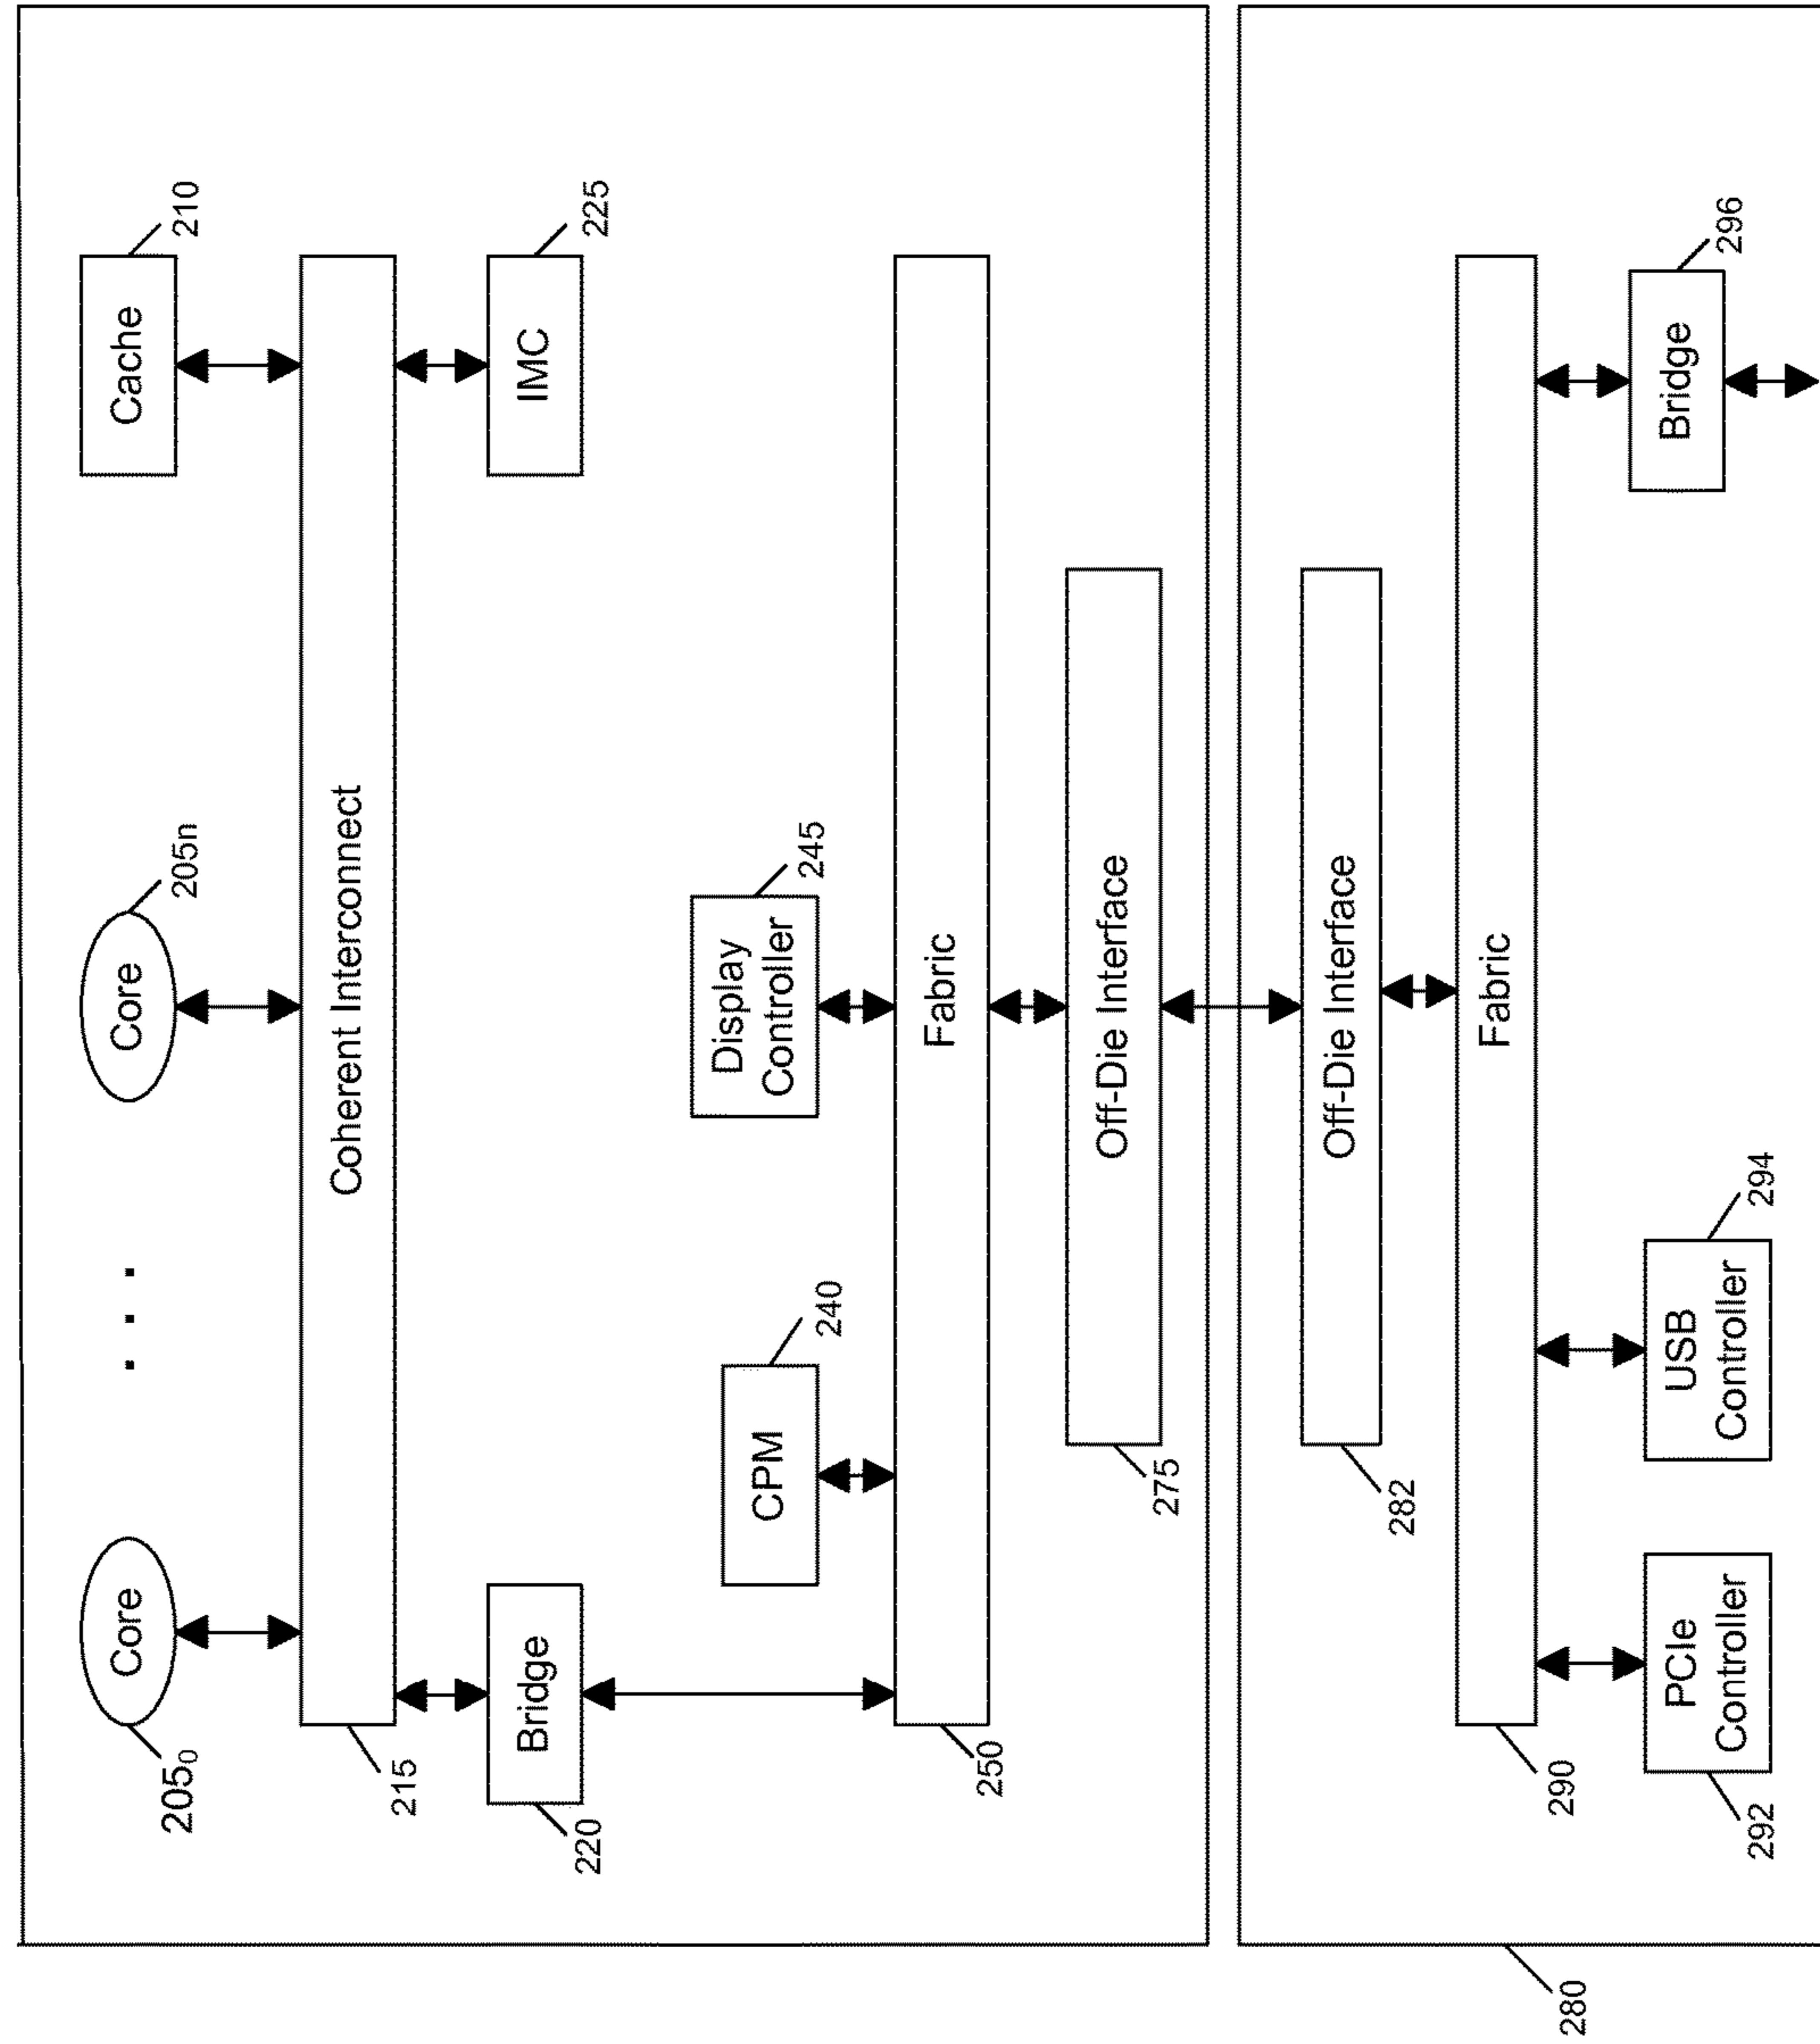 Core
Core
Cache
205₀
205n
210
. . .
Coherent Interconnect
215
Bridge
IMC
220
225
CPM
Display
Controller
240
245
Fabric
250
Off-Die Interface
275
Off-Die Interface
282
Fabric
290
PCIe
Controller
USB
Controller
Bridge
292
294
296
280